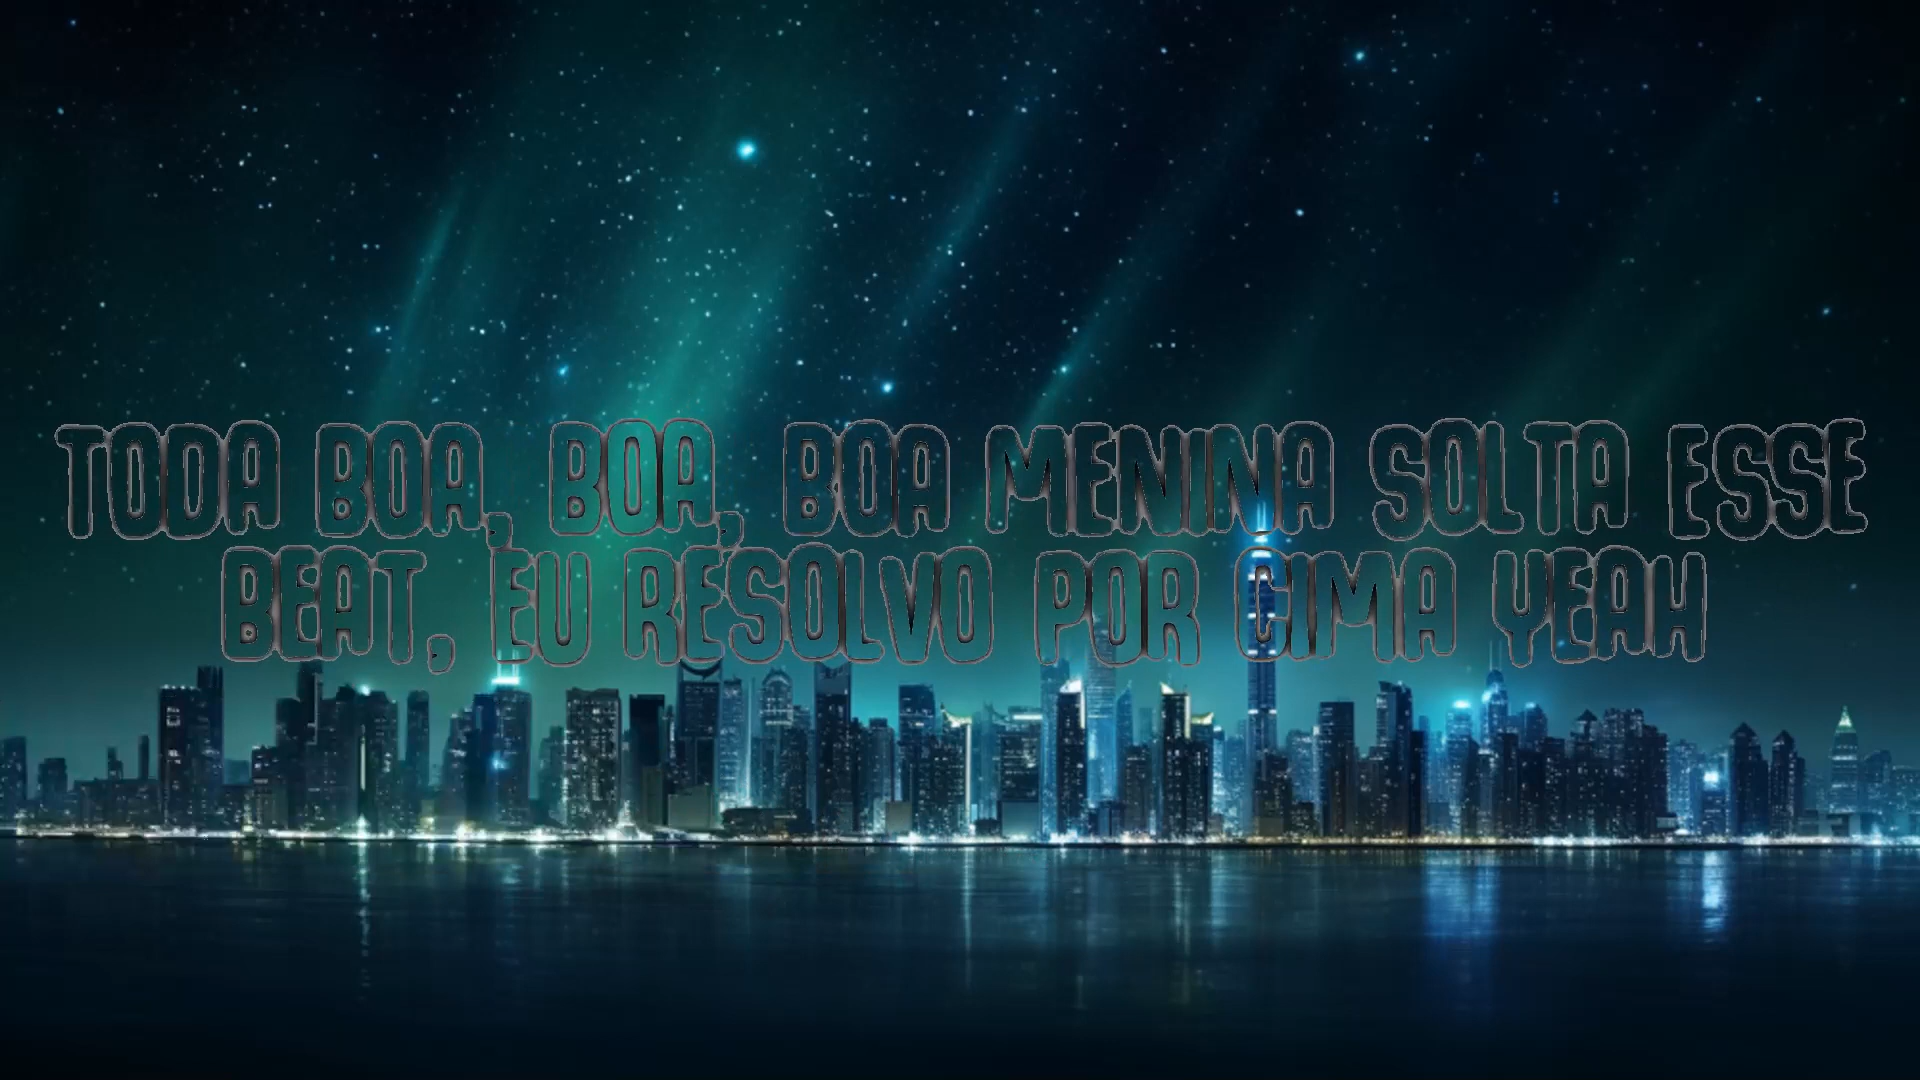 TODA BOA, BOA, BOA MENINA SOLTA ESSE
BEAT, EU RESOLVO POR CIMA YEAH